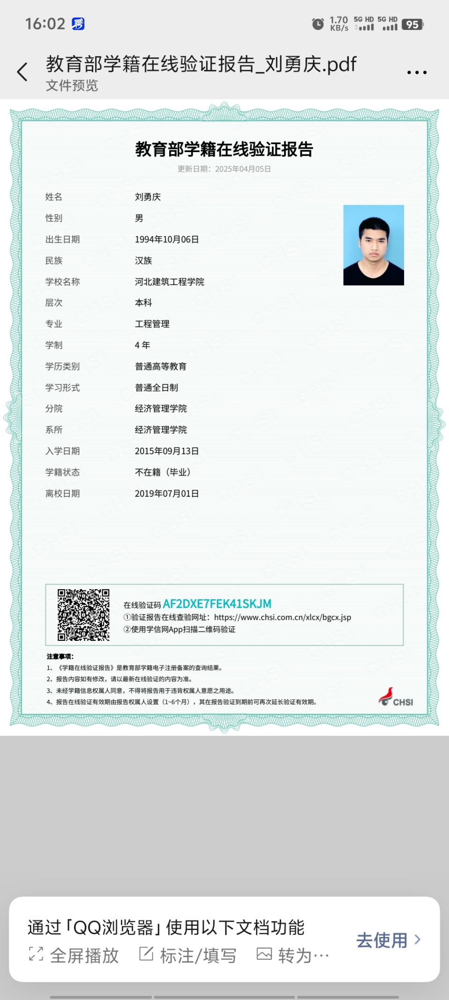 16:02 聘 1.70 KB/s 5G HD 5G HD 95
教育部学籍在线验证报告_刘勇庆.pdf
文件预览
教育部学籍在线验证报告
更新日期：2025年04月05日
姓名 刘勇庆
性别 男
出生日期 1994年10月06日
民族 汉族
学校名称 河北建筑工程学院
层次 本科
专业 工程管理
学制 4 年
学历类别 普通高等教育
学习形式 普通全日制
分院 经济管理学院
系所 经济管理学院
入学日期 2015年09月13日
学籍状态 不在籍（毕业）
离校日期 2019年07月01日
在线验证码 AF2DXE7FEK41SKJM
①验证报告在线查验网址：https://www.chsi.com.cn/xlcx/bgcx.jsp
②使用学信网App扫描二维码验证
注意事项：
1、《学籍在线验证报告》是教育部学籍电子注册备案的查询结果。
2、报告内容如有修改，请以最新在线验证的内容为准。
3、未经学籍信息权属人同意，不得将报告用于违背权属人意愿之用途。
4、报告在线验证有效期由报告权属人设置（1~6个月），其在报告验证到期前可再次延长验证有效期。
CHSI
通过「QQ浏览器」使用以下文档功能
去使用
全屏播放 标注/填写 转为…